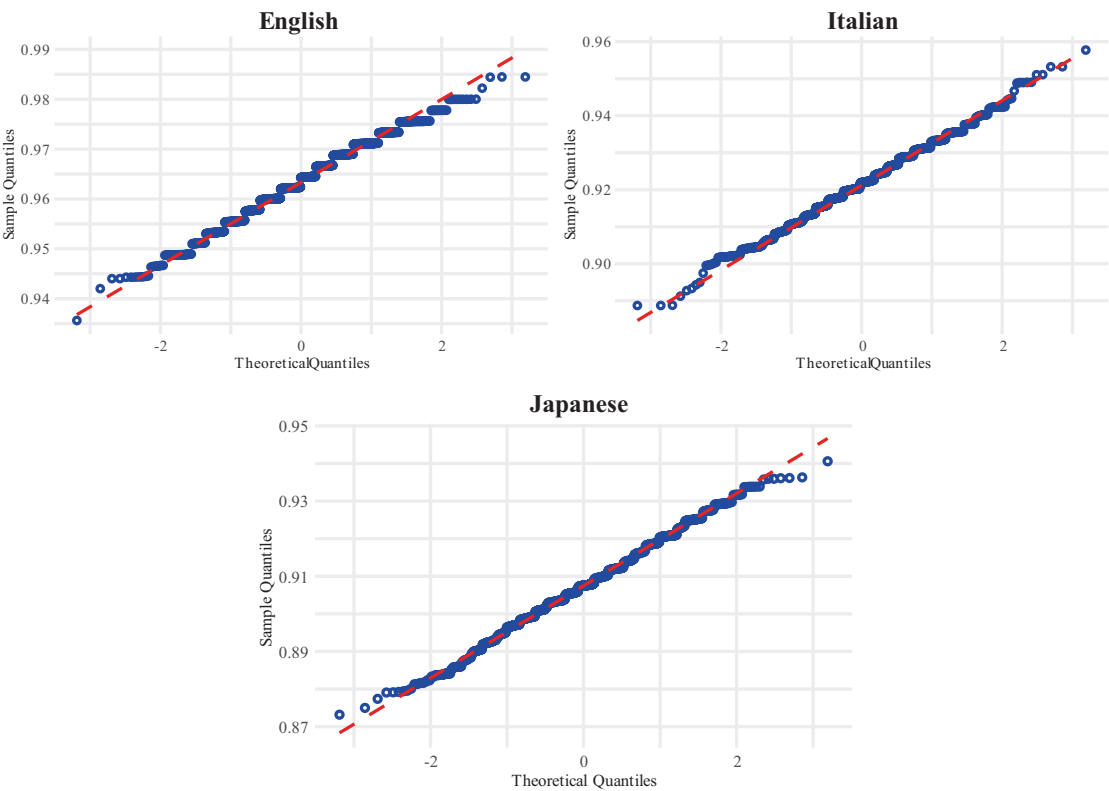 English
0.99
0.98
0.97
0.96
0.95
0.94
Sample Quantiles
-2
0
2
TheoreticalQuantiles
Italian
0.96
0.94
0.92
0.90
Sample Quantiles
-2
0
2
TheoreticalQuantiles
Japanese
0.95
0.93
0.91
0.89
0.87
Sample Quantiles
-2
0
2
Theoretical Quantiles